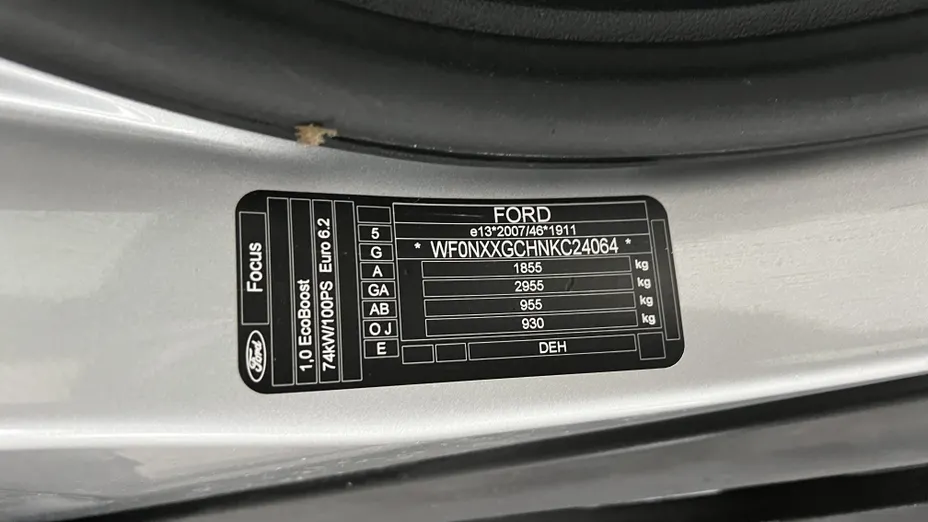 Ford
Focus
1,0 EcoBoost
74kW/100PS Euro 6.2
5
G
A
GA
AB
O J
E
FORD
e13*2007/46*1911
* WF0NXXGCHNKC24064 *
1855 kg
2955 kg
955 kg
930 kg
DEH